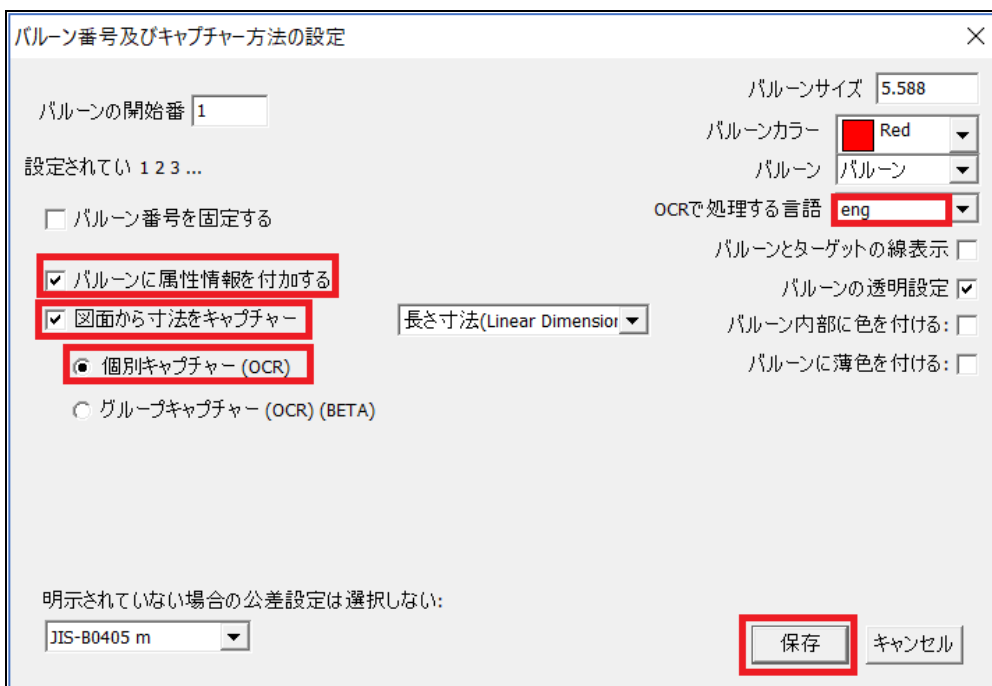 バルーン番号及びキャプチャー方法の設定
バルーンの開始番 1
設定されてい 1 2 3 ...
バルーン番号を固定する
バルーンに属性情報を付加する
図面から寸法をキャプチャー
長さ寸法(Linear Dimension
個別キャプチャー (OCR)
グループキャプチャー (OCR) (BETA)
バルーンサイズ 5.588
バルーンカラー Red
バルーン バルーン
OCRで処理する言語 eng
バルーンとターゲットの線表示
バルーンの透明設定
バルーン内部に色を付ける:
バルーンに薄色を付ける:
明示されていない場合の公差設定は選択しない:
JIS-B0405 m
保存
キャンセル